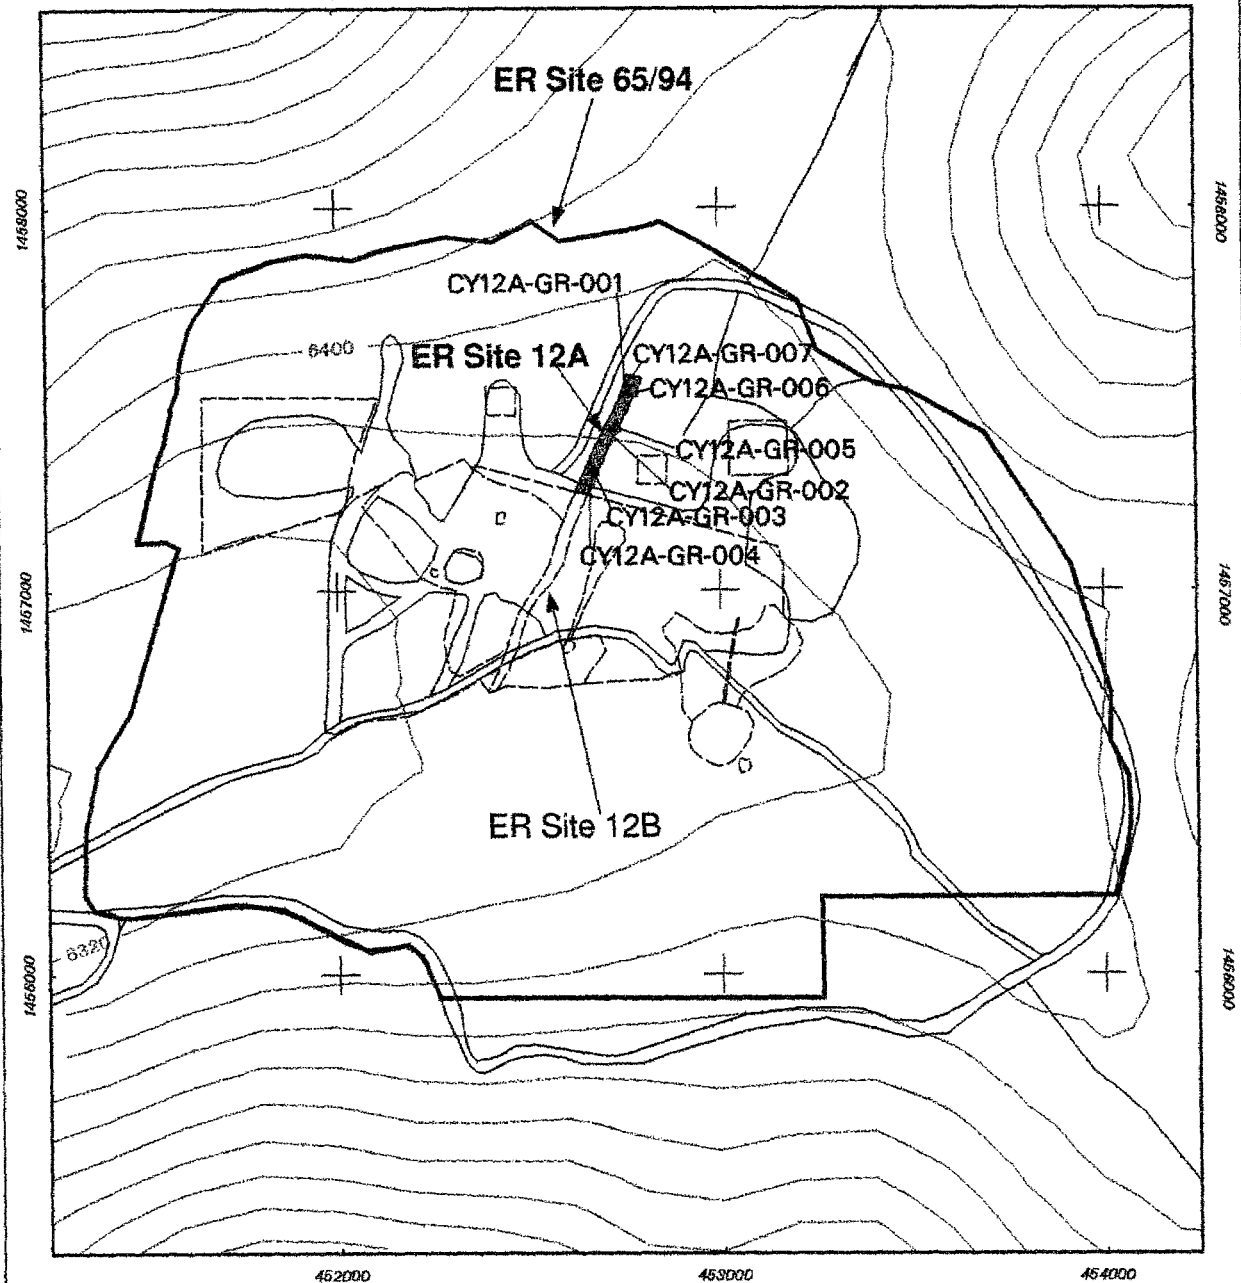 ER Site 65/94
1458000
1458000
CY12A-GR-001
6400
ER Site 12A
CY12A-GR-007
CY12A-GR-006
CY12A-GR-005
CY12A-GR-002
CY12A-GR-003
CY12A-GR-004
1457000
1457000
ER Site 12B
6320
1456000
1456000
452000
453000
454000